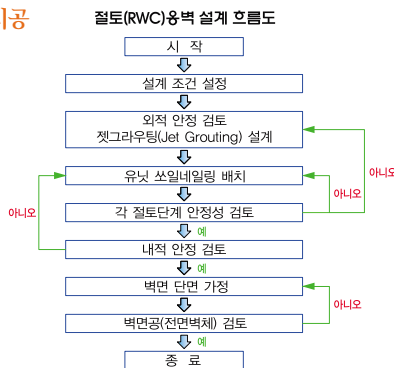 시공
절토(RWC)옹벽 설계 흐름도
시 작
설계 조건 설정
외적 안정 검토
젯그라우팅(Jet Grouting) 설계
유닛 쏘일네일링 배치
아니오
아니오
아니오
각 절토단계 안정성 검토
예
내적 안정 검토
예
벽면 단면 가정
아니오
벽면공(전면벽체) 검토
예
종 료